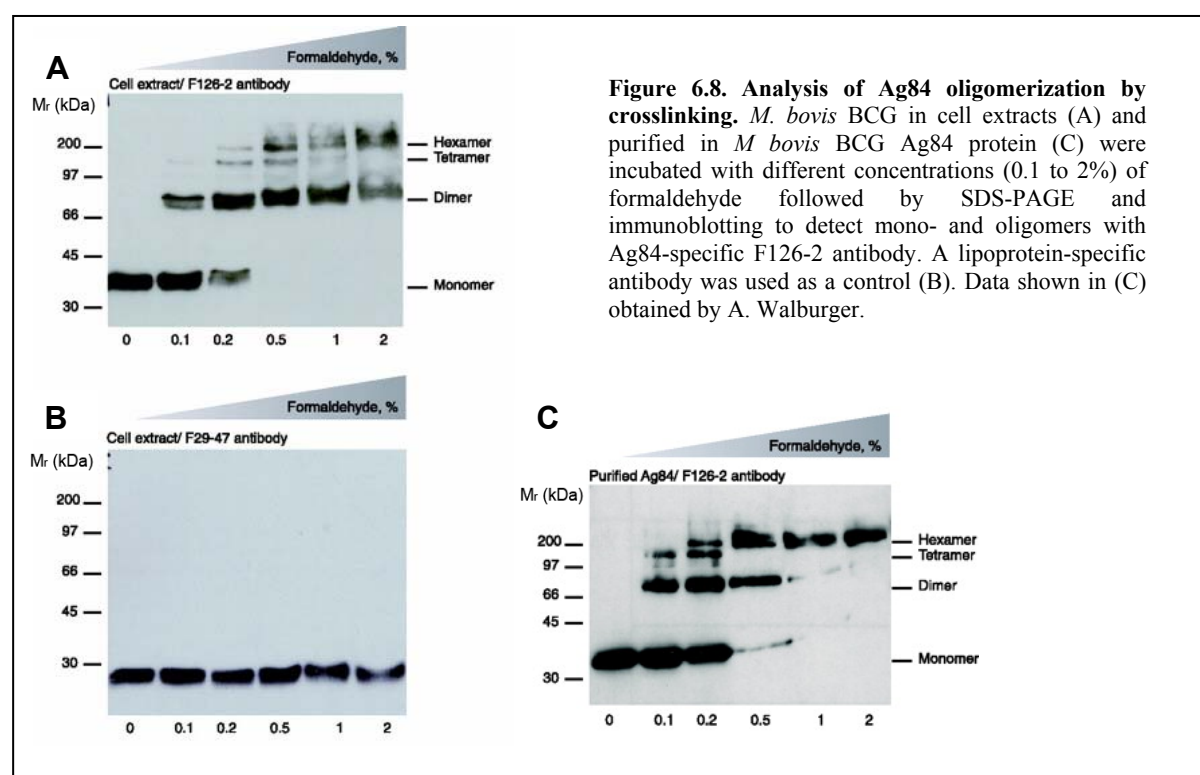 A
Formaldehyde, %
Cell extract/ F126-2 antibody
Mr (kDa)
200
97
66
45
30
Hexamer
Tetramer
Dimer
Monomer
0 0.1 0.2 0.5 1 2
Figure 6.8. Analysis of Ag84 oligomerization by
crosslinking. M. bovis BCG in cell extracts (A) and
purified in M bovis BCG Ag84 protein (C) were
incubated with different concentrations (0.1 to 2%) of
formaldehyde followed by SDS-PAGE and
immunoblotting to detect mono- and oligomers with
Ag84-specific F126-2 antibody. A lipoprotein-specific
antibody was used as a control (B). Data shown in (C)
obtained by A. Walburger.
B
Formaldehyde, %
Cell extract/ F29-47 antibody
Mr (kDa)
200
97
66
45
30
0 0.1 0.2 0.5 1 2
C
Formaldehyde, %
Purified Ag84/ F126-2 antibody
Mr (kDa)
200
97
66
45
30
Hexamer
Tetramer
Dimer
Monomer
0 0.1 0.2 0.5 1 2